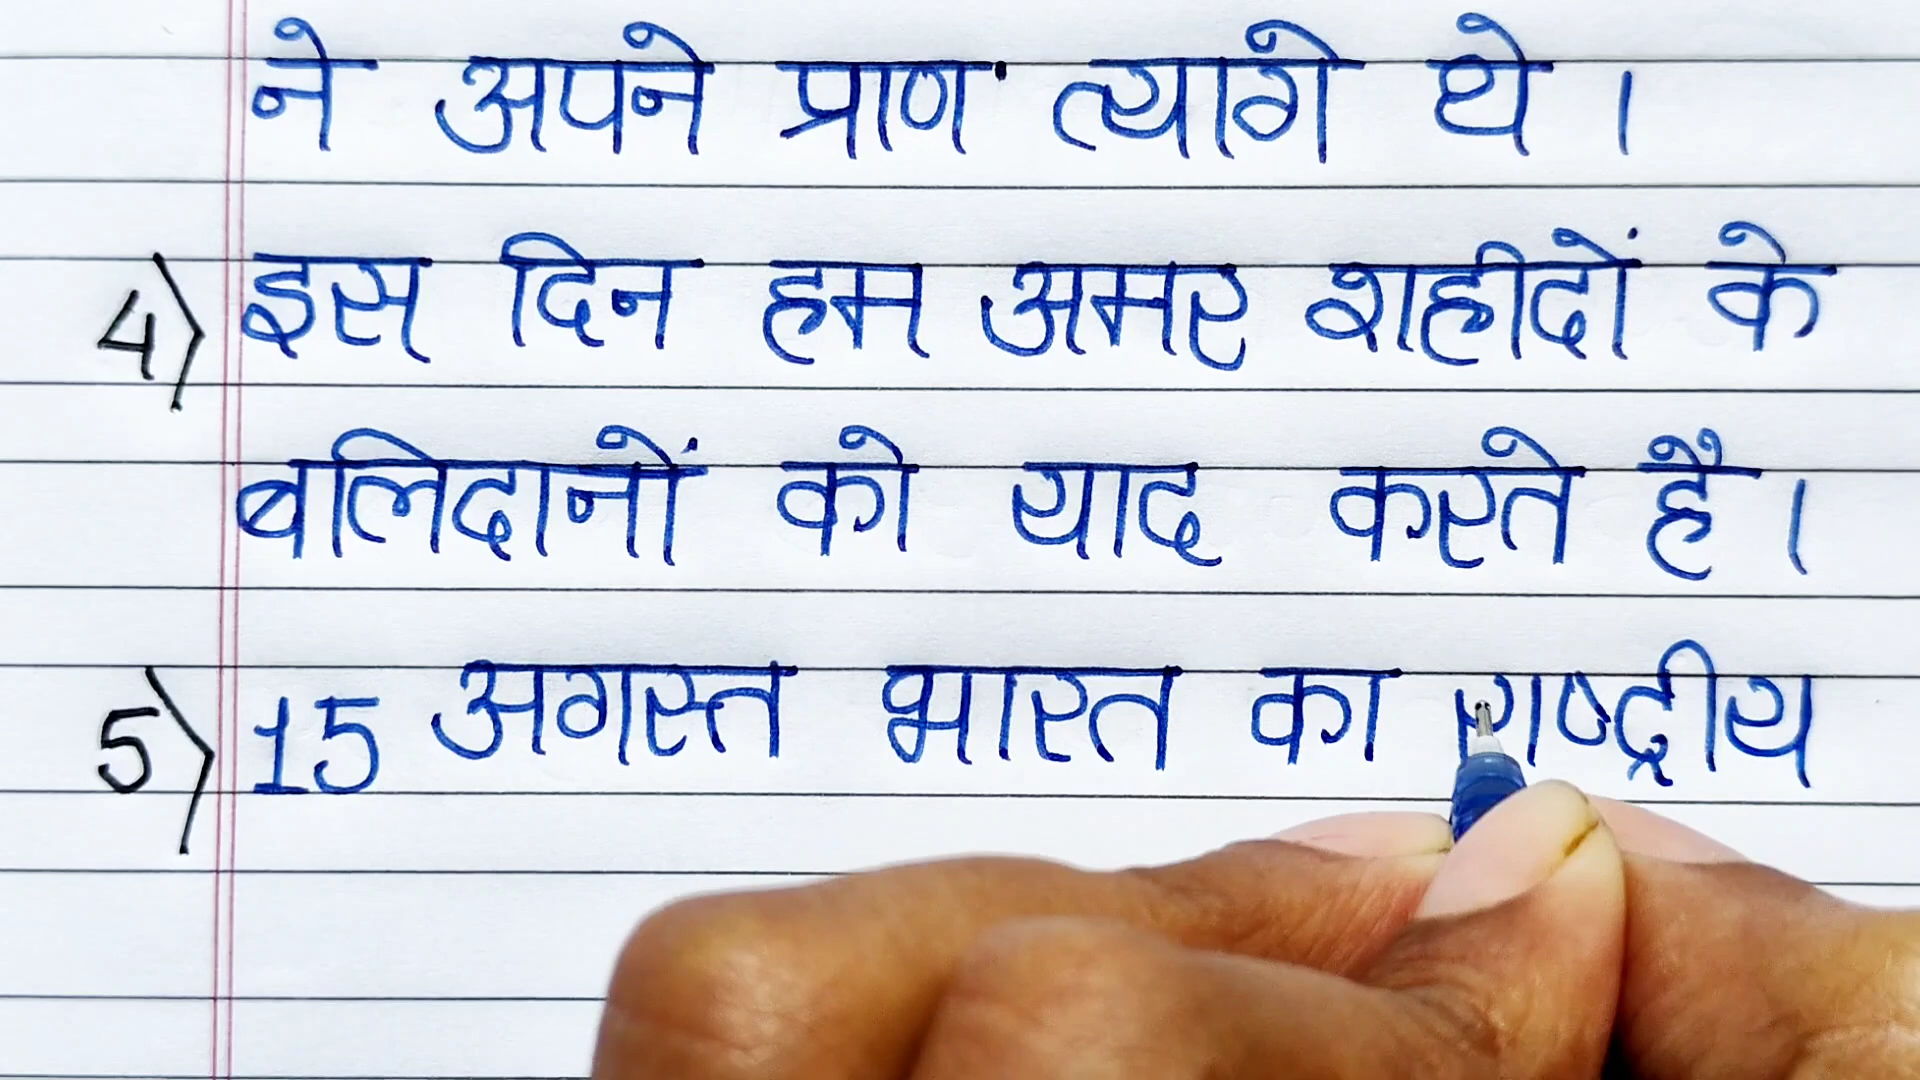 ने अपने प्राण त्यागे थे ।
4) इस दिन हम अमर शहीदों के
बलिदानों को याद करते है ।
5) 15 अगस्त भारत का राष्ट्रीय